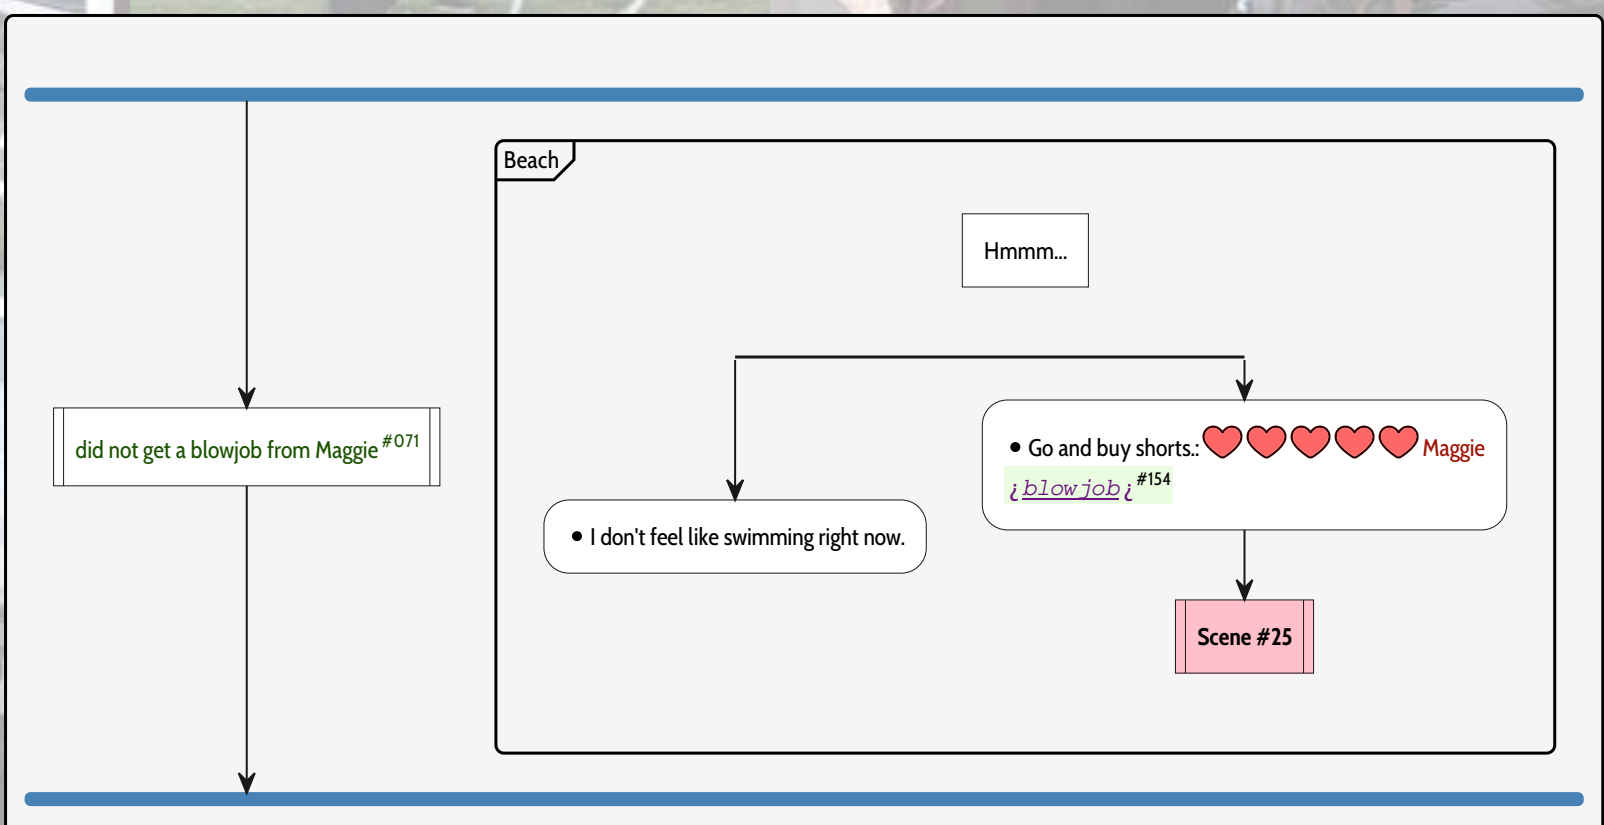 Beach
Hmmm...
did not get a blowjob from Maggie #071
• Go and buy shorts.: Maggie
¿blowjob¿ #154
• I don't feel like swimming right now.
Scene #25